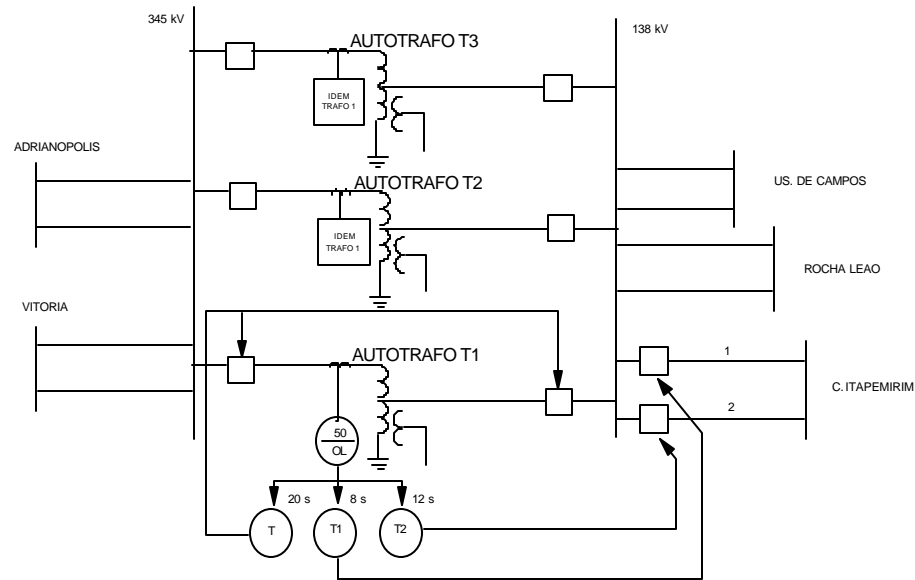 345 kV
138 kV
AUTOTRAFO T3
IDEM
TRAFO 1
ADRIANOPOLIS
AUTOTRAFO T2
US. DE CAMPOS
IDEM
TRAFO 1
ROCHA LEAO
VITORIA
AUTOTRAFO T1
1
C. ITAPEMIRIM
2
50
OL
20 s
8 s
12 s
T
T1
T2